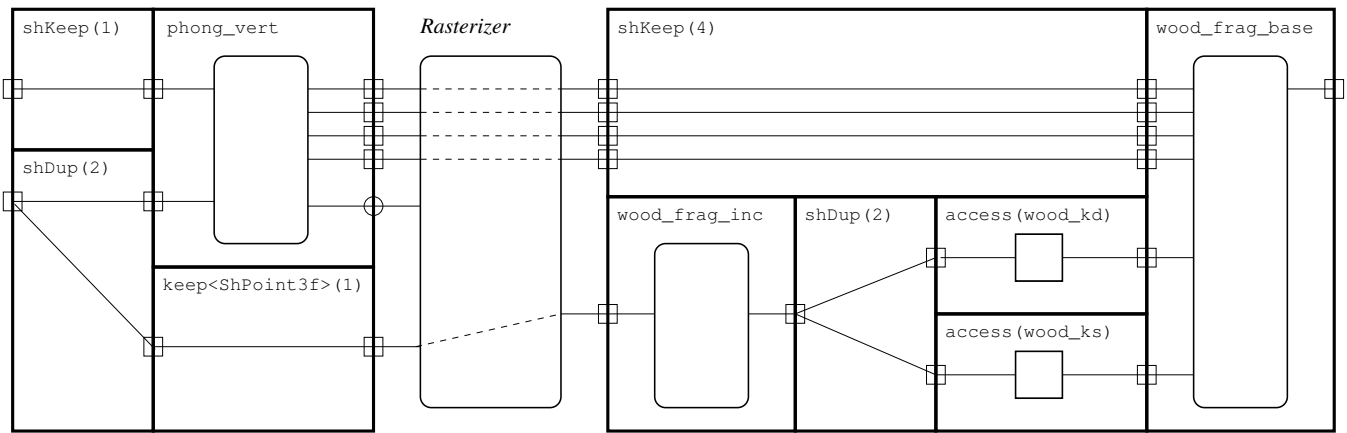 shKeep(1)
phong_vert
Rasterizer
shKeep(4)
wood_frag_base
shDup(2)
wood_frag_inc
shDup(2)
access(wood_kd)
keep<ShPoint3f>(1)
access(wood_ks)